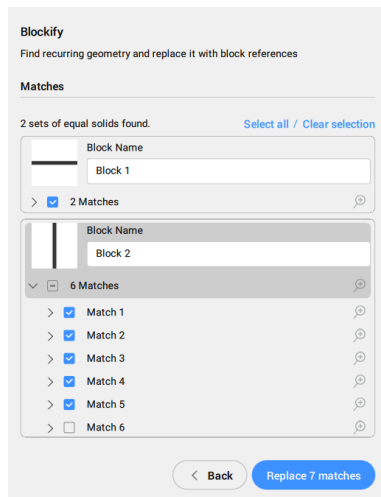 Blockify
Find recurring geometry and replace it with block references
Matches
2 sets of equal solids found. Select all / Clear selection
Block Name
Block 1
2 Matches
Block Name
Block 2
6 Matches
Match 1
Match 2
Match 3
Match 4
Match 5
Match 6
Back Replace 7 matches